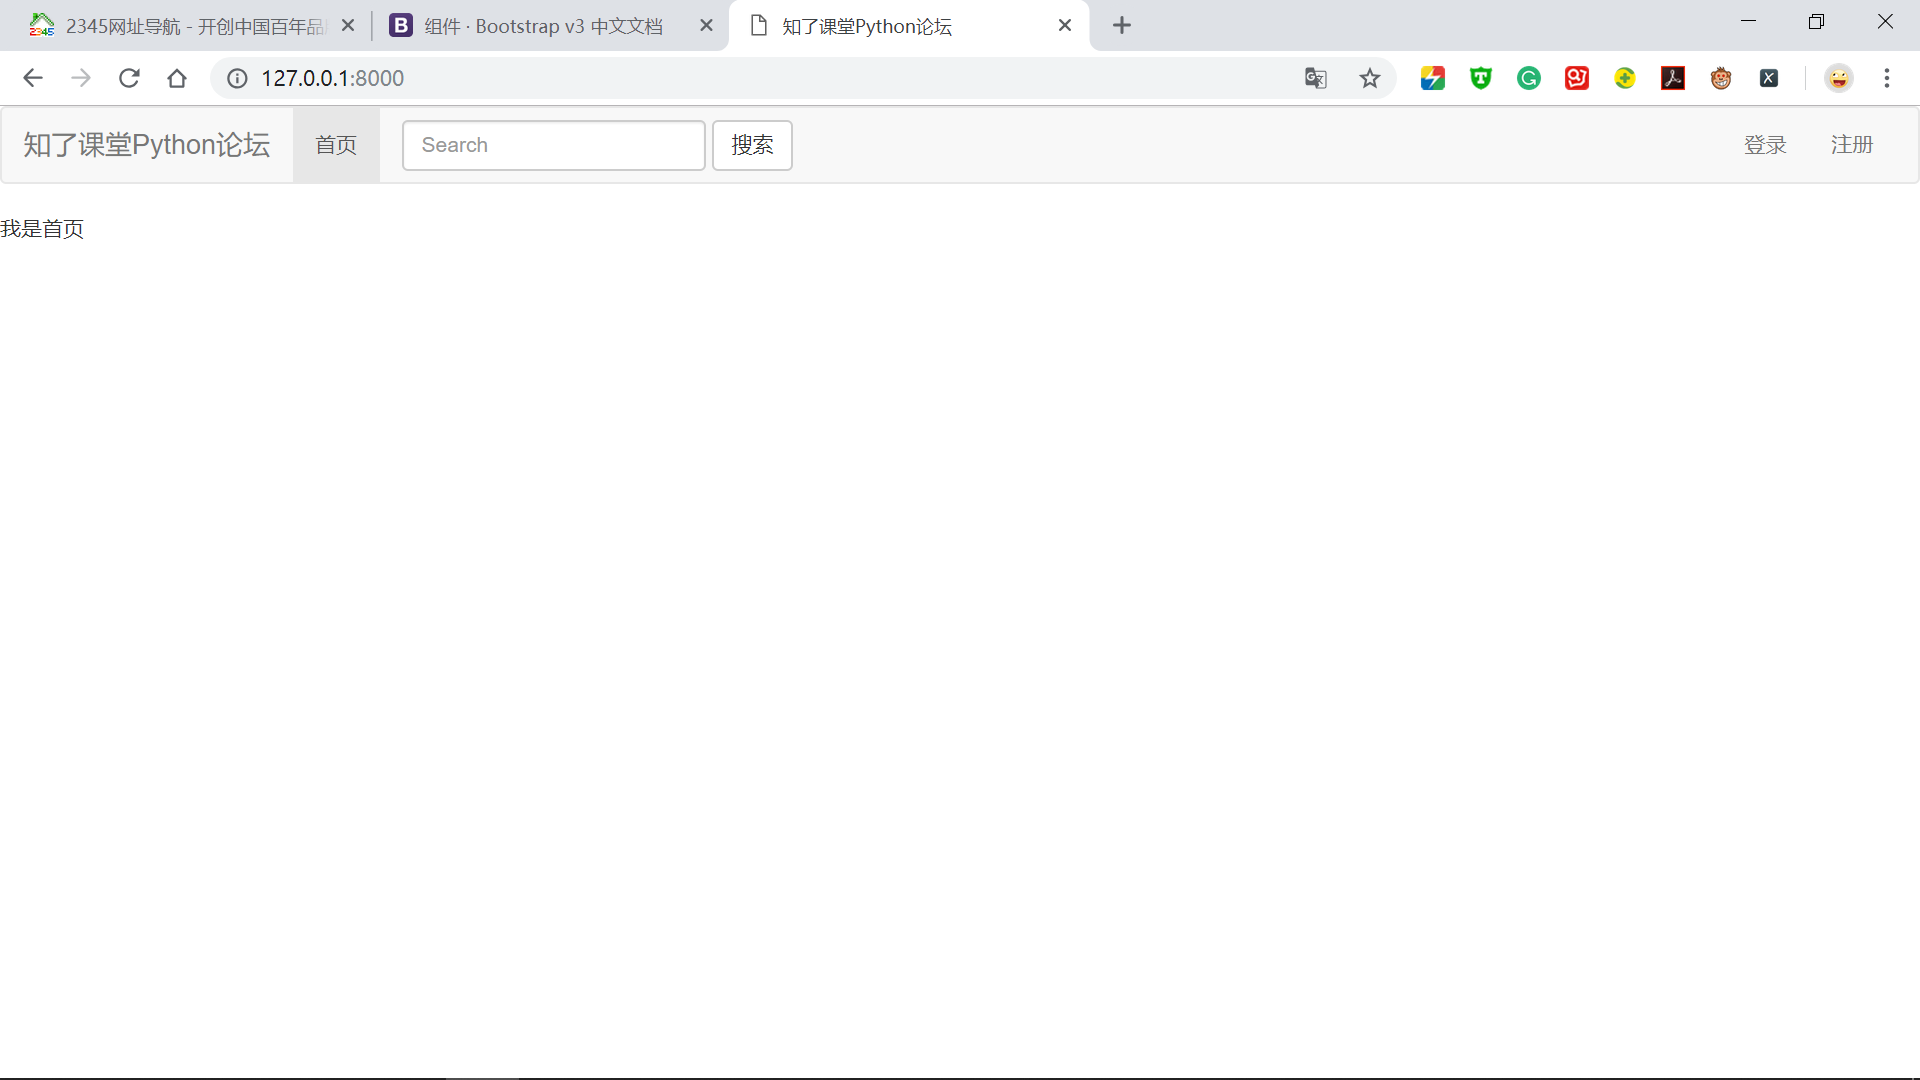 2345网址导航 - 开创中国百年品
组件 · Bootstrap v3 中文文档
知了课堂Python论坛
127.0.0.1:8000
知了课堂Python论坛
首页
Search
搜索
登录
注册
我是首页